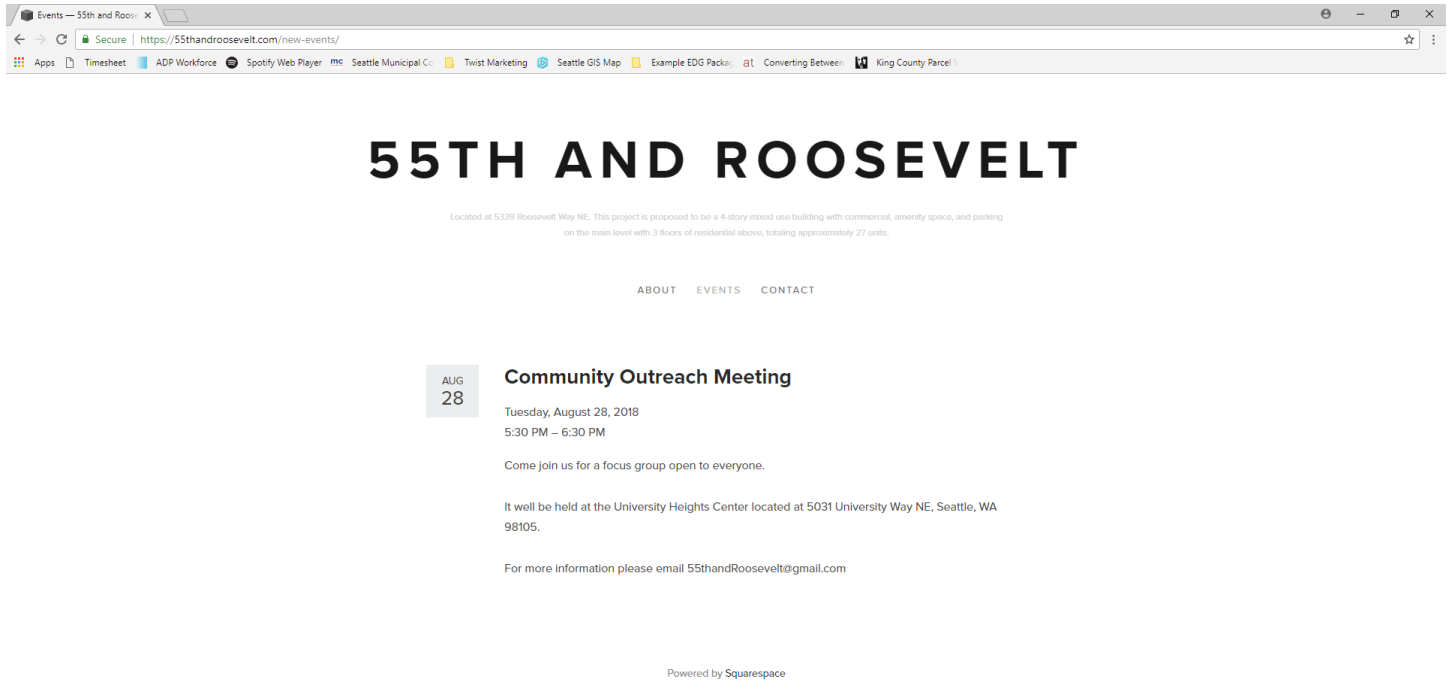 Events — 55th and Roose
Secure | https://55thandroosevelt.com/new-events/
Apps Timesheet ADP Workforce Spotify Web Player mc Seattle Municipal Co Twist Marketing Seattle GIS Map Example EDG Packag at Converting Between King County Parcel V
55TH AND ROOSEVELT
Located at 5339 Roosevelt Way NE. This project is proposed to be a 4-story mixed use building with commercial, amenity space, and parking
on the main level with 3 floors of residential above, totaling approximately 27 units.
ABOUT EVENTS CONTACT
AUG
28
Community Outreach Meeting
Tuesday, August 28, 2018
5:30 PM – 6:30 PM
Come join us for a focus group open to everyone.
It well be held at the University Heights Center located at 5031 University Way NE, Seattle, WA
98105.
For more information please email 55thandRoosevelt@gmail.com
Powered by Squarespace